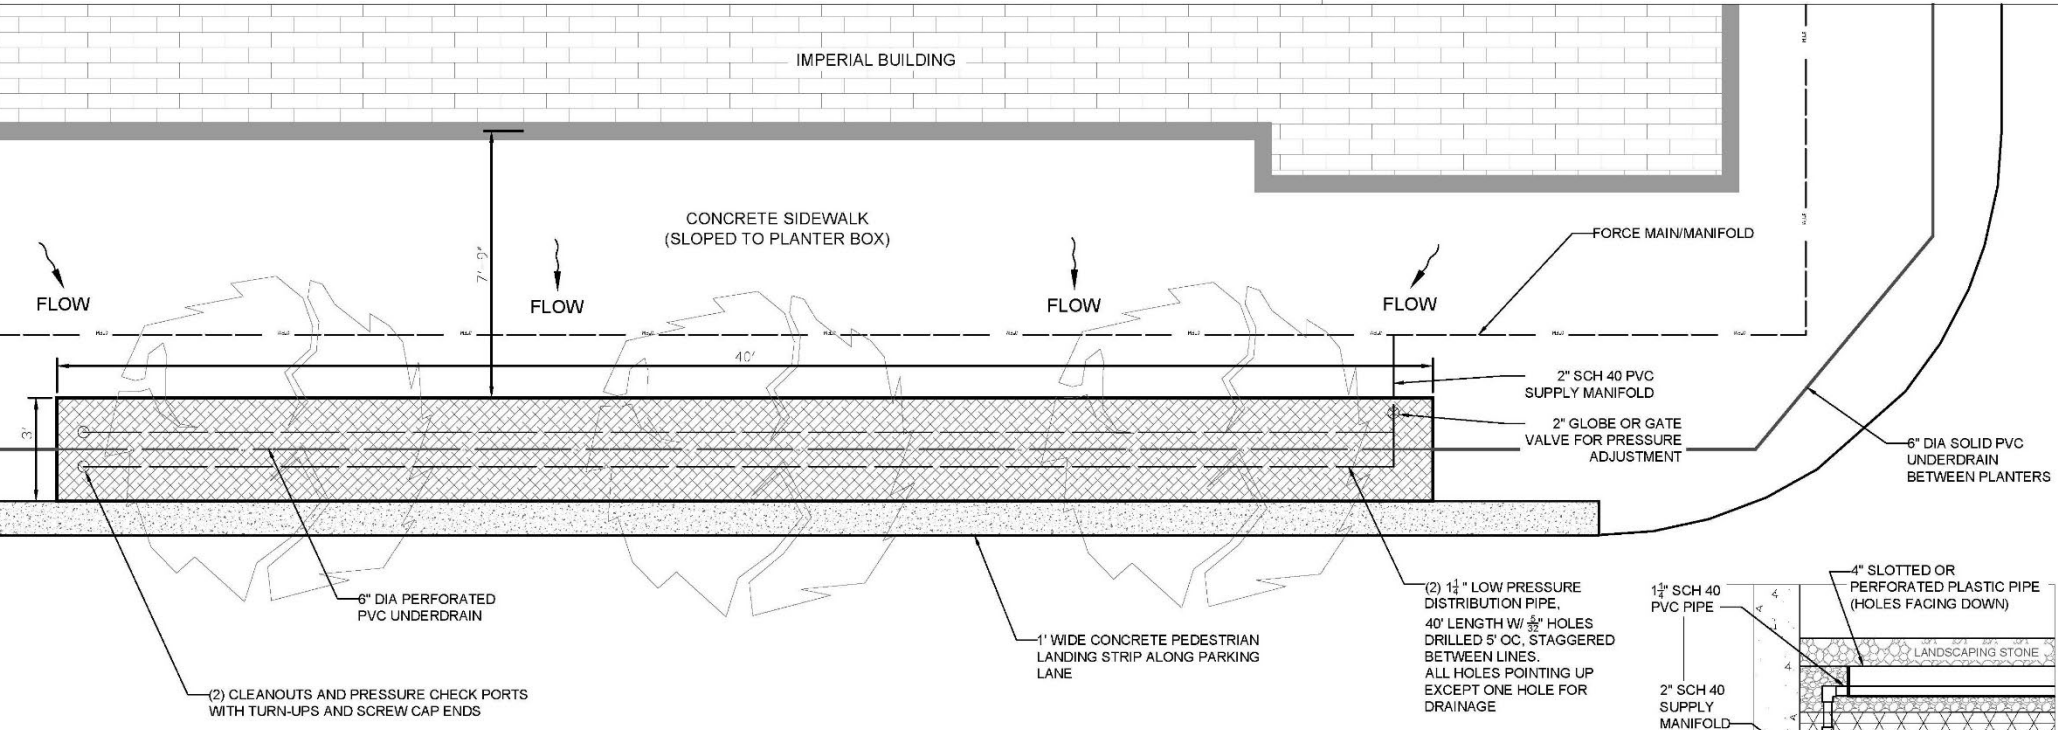 IMPERIAL BUILDING
CONCRETE SIDEWALK
(SLOPED TO PLANTER BOX)
7'-9"
FORCE MAIN/MANIFOLD
FLOW
FLOW
FLOW
FLOW
40'
2" SCH 40 PVC
SUPPLY MANIFOLD
3'
2" GLOBE OR GATE
VALVE FOR PRESSURE
ADJUSTMENT
6" DIA SOLID PVC
UNDERDRAIN
BETWEEN PLANTERS
6" DIA PERFORATED
PVC UNDERDRAIN
1' WIDE CONCRETE PEDESTRIAN
LANDING STRIP ALONG PARKING
LANE
(2) CLEANOUTS AND PRESSURE CHECK PORTS
WITH TURN-UPS AND SCREW CAP ENDS
(2) 1 1/4" LOW PRESSURE
DISTRIBUTION PIPE,
40' LENGTH W/ 5/32" HOLES
DRILLED 5' OC, STAGGERED
BETWEEN LINES.
ALL HOLES POINTING UP
EXCEPT ONE HOLE FOR
DRAINAGE
1 1/4" SCH 40
PVC PIPE
4" SLOTTED OR
PERFORATED PLASTIC PIPE
(HOLES FACING DOWN)
LANDSCAPING STONE
2" SCH 40
SUPPLY
MANIFOLD